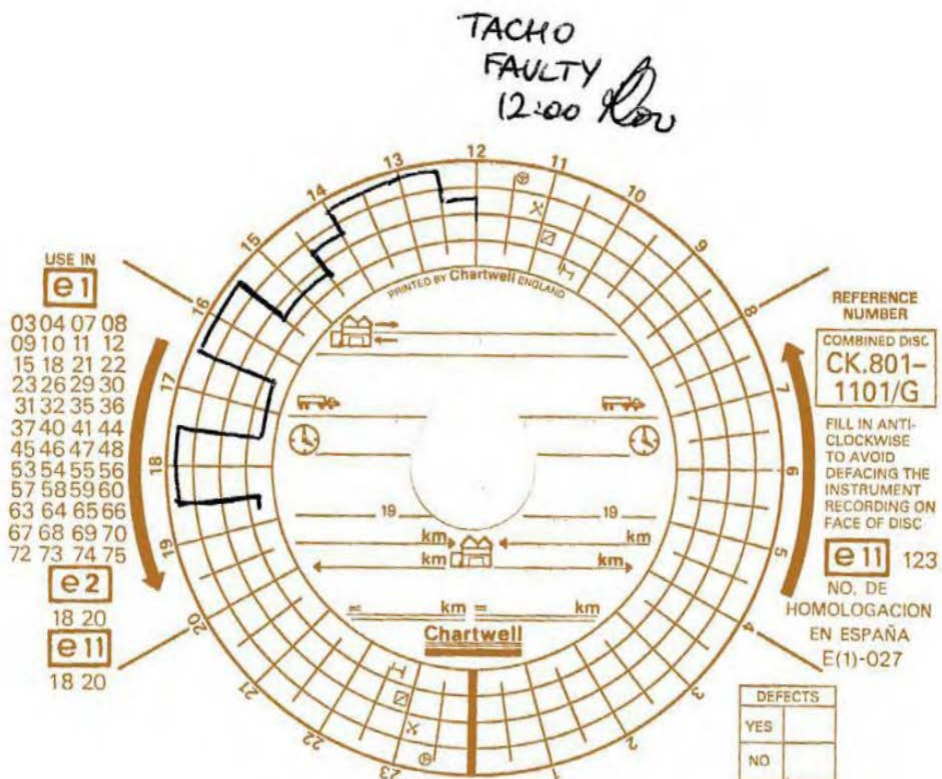 TACHO
FAULTY
12:00
12
11
10
9
8
7
6
5
4
3
2
1
23
22
21
20
19
18
17
16
15
14
13
PRINTED BY Chartwell ENGLAND
USE IN
e1
03 04 07 08
09 10 11 12
15 18 21 22
23 26 29 30
31 32 35 36
37 40 41 44
45 46 47 48
53 54 55 56
57 58 59 60
63 64 65 66
67 68 69 70
72 73 74 75
e2
18 20
e11
18 20
19 19
km km
km km
= km = km
Chartwell
REFERENCE
NUMBER
COMBINED DISC
CK.801-
1101/G
FILL IN ANTI-
CLOCKWISE
TO AVOID
DEFACING THE
INSTRUMENT
RECORDING ON
FACE OF DISC
e11 123
NO. DE
HOMOLOGACION
EN ESPAÑA
E(1)-027
DEFECTS
YES
NO